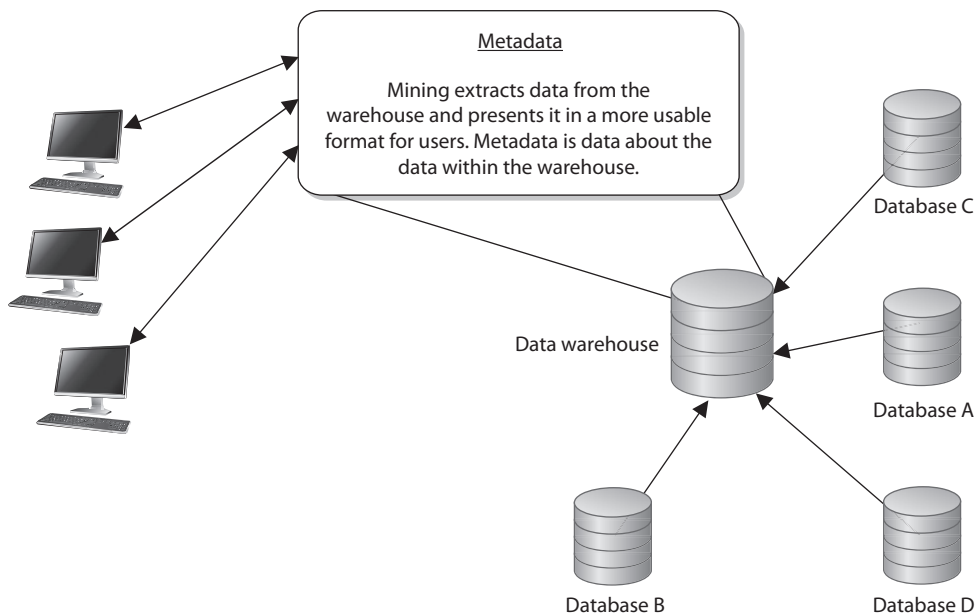 Metadata
Mining extracts data from the
warehouse and presents it in a more usable
format for users. Metadata is data about the
data within the warehouse.
Database C
Data warehouse
Database A
Database B
Database D